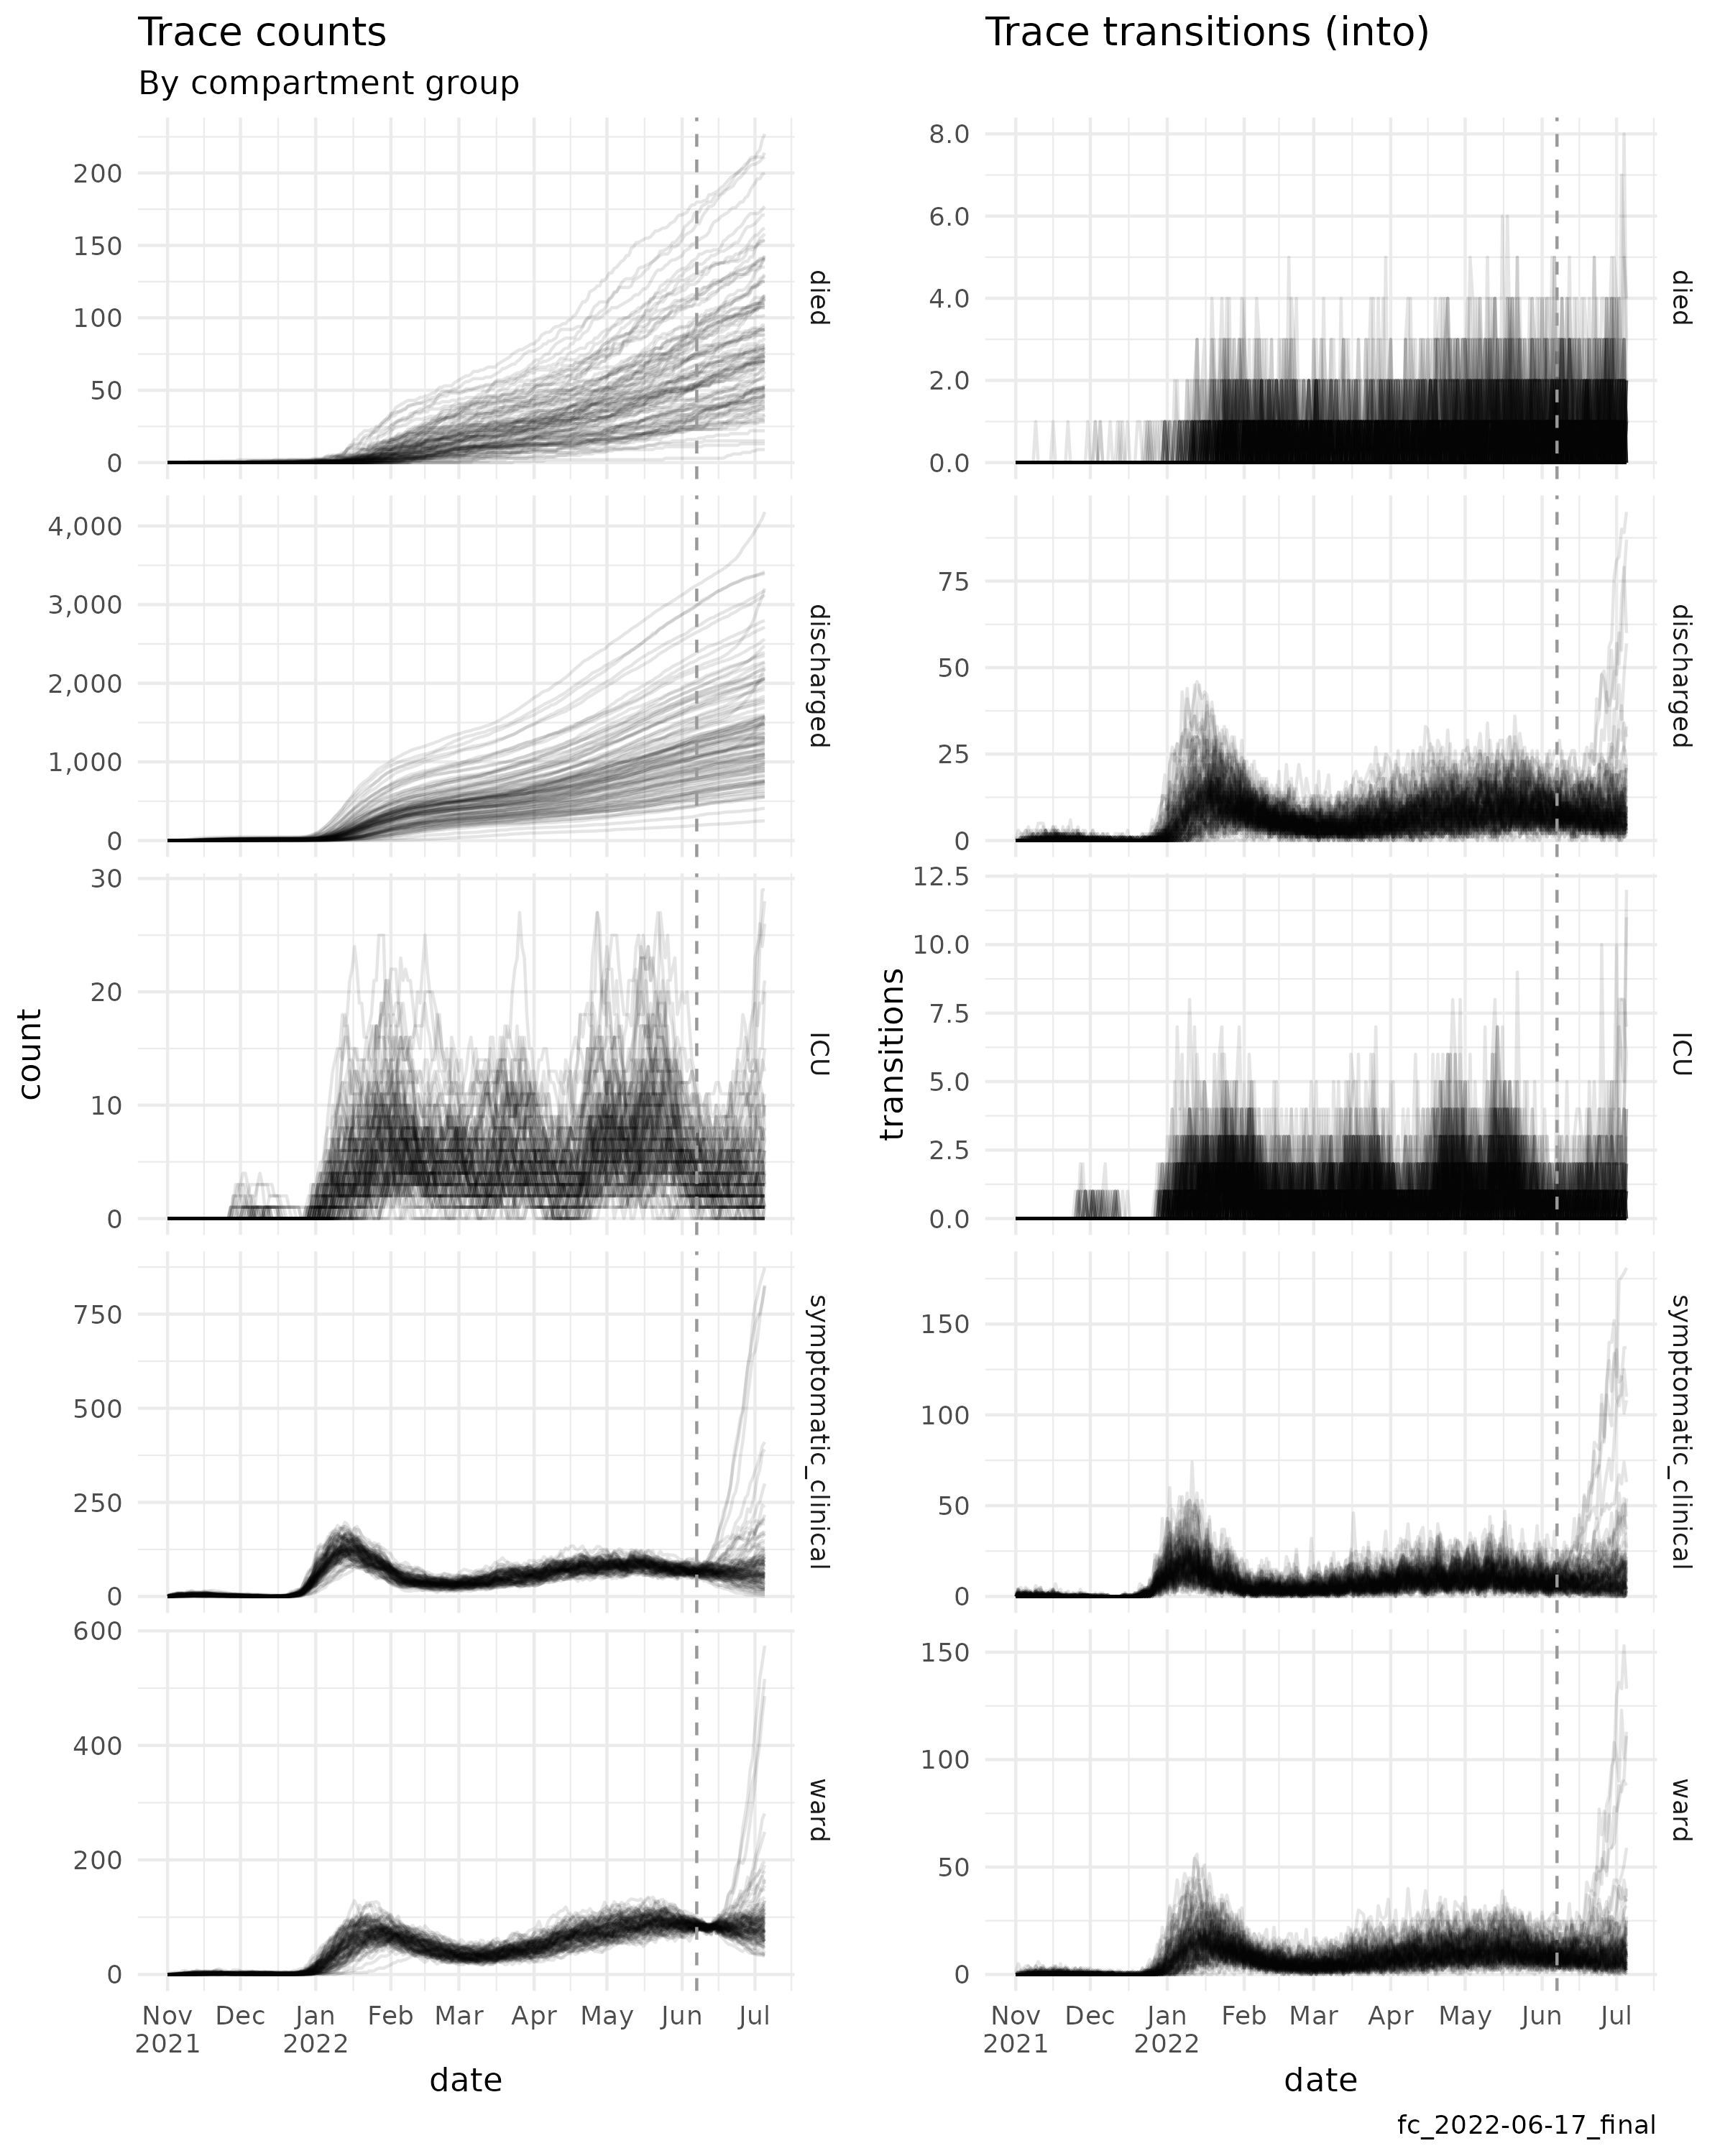 Trace counts
By compartment group
Trace transitions (into)
count
200
150
100
50
0
died
4,000
3,000
2,000
1,000
0
discharged
30
20
10
0
ICU
750
500
250
0
symptomatic_clinical
600
400
200
0
ward
Nov Dec Jan Feb Mar Apr May Jun Jul
2021 2022
date
transitions
8.0
6.0
4.0
2.0
0.0
died
75
50
25
0
discharged
12.5
10.0
7.5
5.0
2.5
0.0
ICU
150
100
50
0
symptomatic_clinical
150
100
50
0
ward
Nov Dec Jan Feb Mar Apr May Jun Jul
2021 2022
date
fc_2022-06-17_final